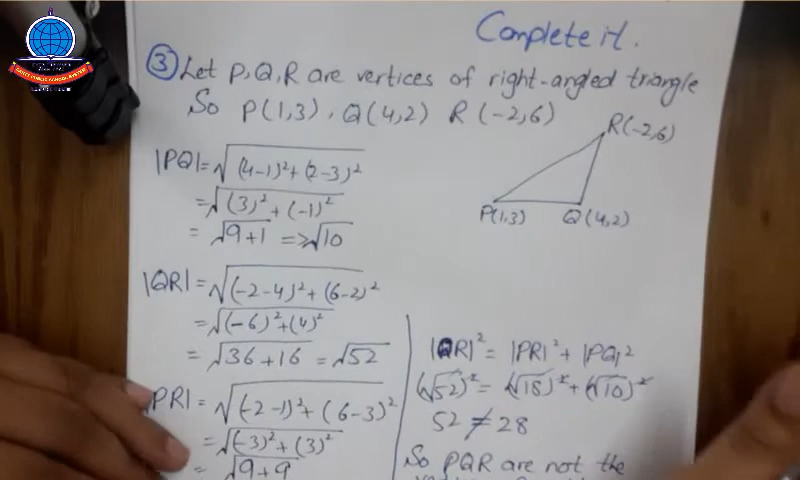 Complete it.
③ Let P,Q,R are vertices of right-angled triangle
So P(1,3), Q(4,2) R(-2,6)
R(-2,6)
P(1,3) Q(4,2)
|PQ| = √(4-1)²+(2-3)²
= √(3)²+(-1)²
= √9+1 => √10
|QR| = √(-2-4)²+(6-2)²
= √(-6)²+(4)²
= √36+16 = √52
|PR| = √(-2-1)²+(6-3)²
= √(-3)²+(3)²
= √9+9
|QR|² = |PR|² + |PQ|²
(√52)² = (√18)² + (√10)²
52 ≠ 28
So PQR are not the